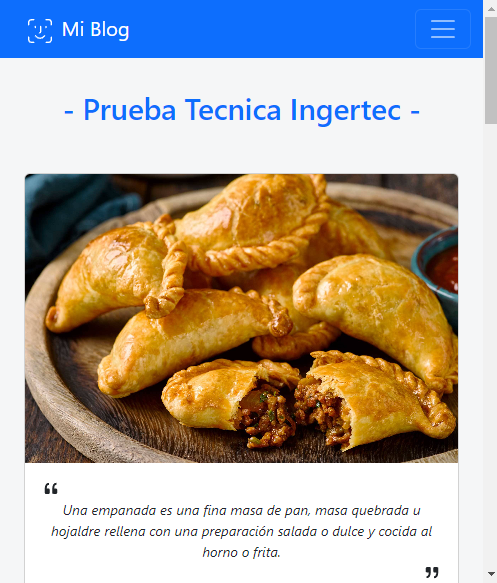 Mi Blog
- Prueba Tecnica Ingertec -
“
Una empanada es una fina masa de pan, masa quebrada u
hojaldre rellena con una preparación salada o dulce y cocida al
horno o frita.
”